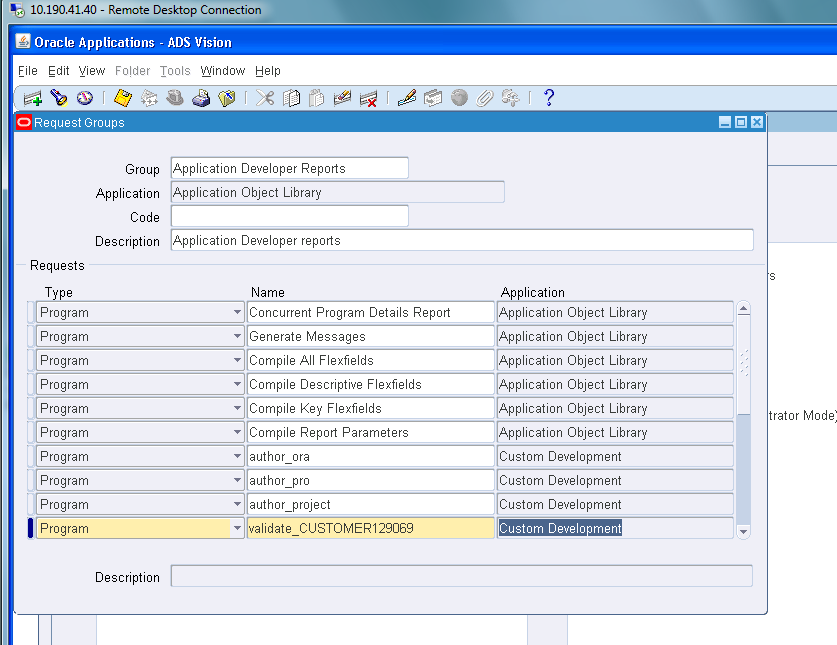 10.190.41.40 - Remote Desktop Connection
Oracle Applications - ADS Vision
File Edit View Folder Tools Window Help
Request Groups
Group Application Developer Reports
Application Application Object Library
Code
Description Application Developer reports
Requests
Type Name Application
Program Concurrent Program Details Report Application Object Library
Program Generate Messages Application Object Library
Program Compile All Flexfields Application Object Library
Program Compile Descriptive Flexfields Application Object Library
Program Compile Key Flexfields Application Object Library
trator Mode)
Program Compile Report Parameters Application Object Library
Program author_ora Custom Development
Program author_pro Custom Development
Program author_project Custom Development
Program validate_CUSTOMER129069 Custom Development
Description